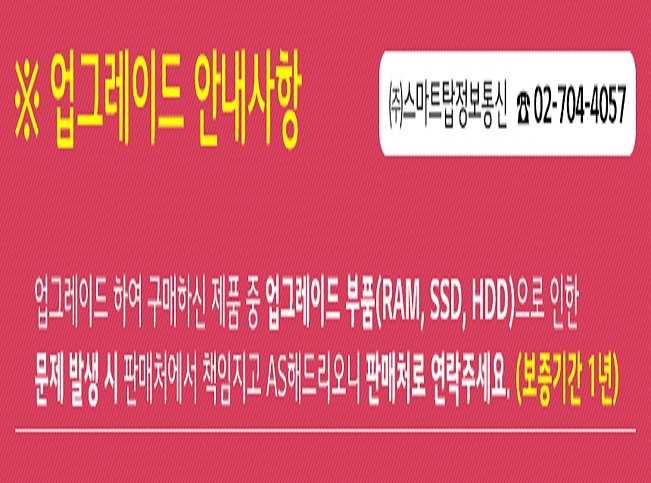 ※ 업그레이드 안내사항
(주)스마트탑정보통신 ☎ 02-704-4057
업그레이드 하여 구매하신 제품 중 업그레이드 부품(RAM, SSD, HDD)으로 인한
문제 발생 시 판매처에서 책임지고 AS해드리오니 판매처로 연락주세요. (보증기간 1년)